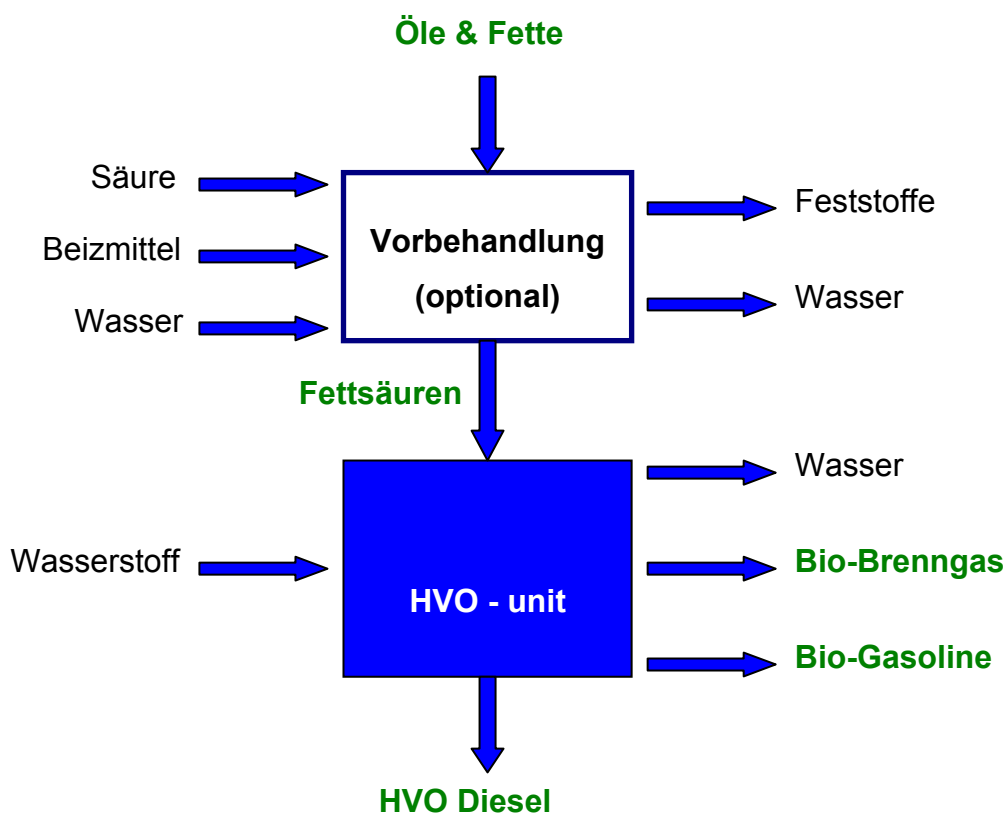 Öle & Fette
Säure
Beizmittel
Wasser
Vorbehandlung
(optional)
Feststoffe
Wasser
Fettsäuren
Wasserstoff
HVO - unit
Wasser
Bio-Brenngas
Bio-Gasoline
HVO Diesel